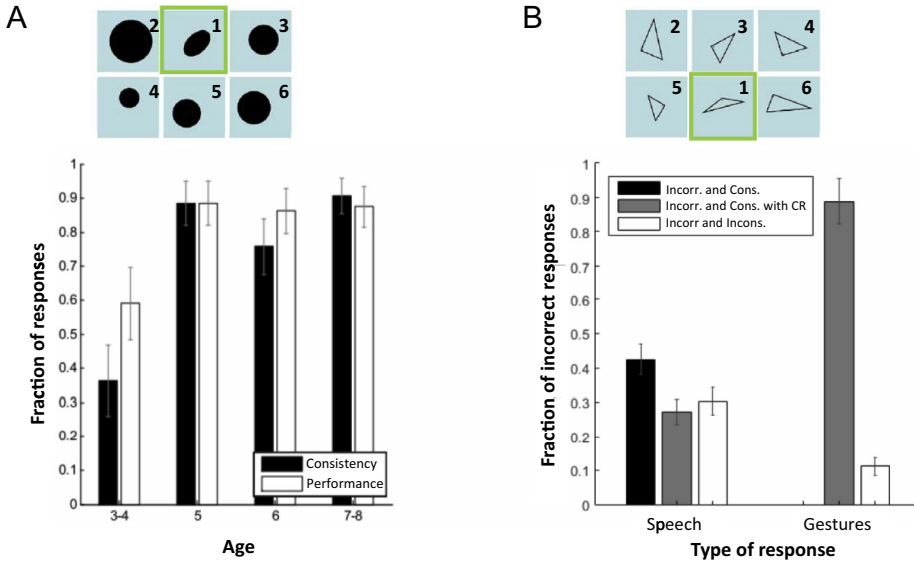 A
2 1 3
4 5 6
Fraction of responses
1
0.9
0.8
0.7
0.6
0.5
0.4
0.3
0.2
0.1
0
Consistency
Performance
3-4 5 6 7-8
Age
B
2 3 4
5 1 6
Fraction of incorrect responses
1
0.9
0.8
0.7
0.6
0.5
0.4
0.3
0.2
0.1
0
Incorr. and Cons.
Incorr. and Cons. with CR
Incorr and Incons.
Speech Gestures
Type of response